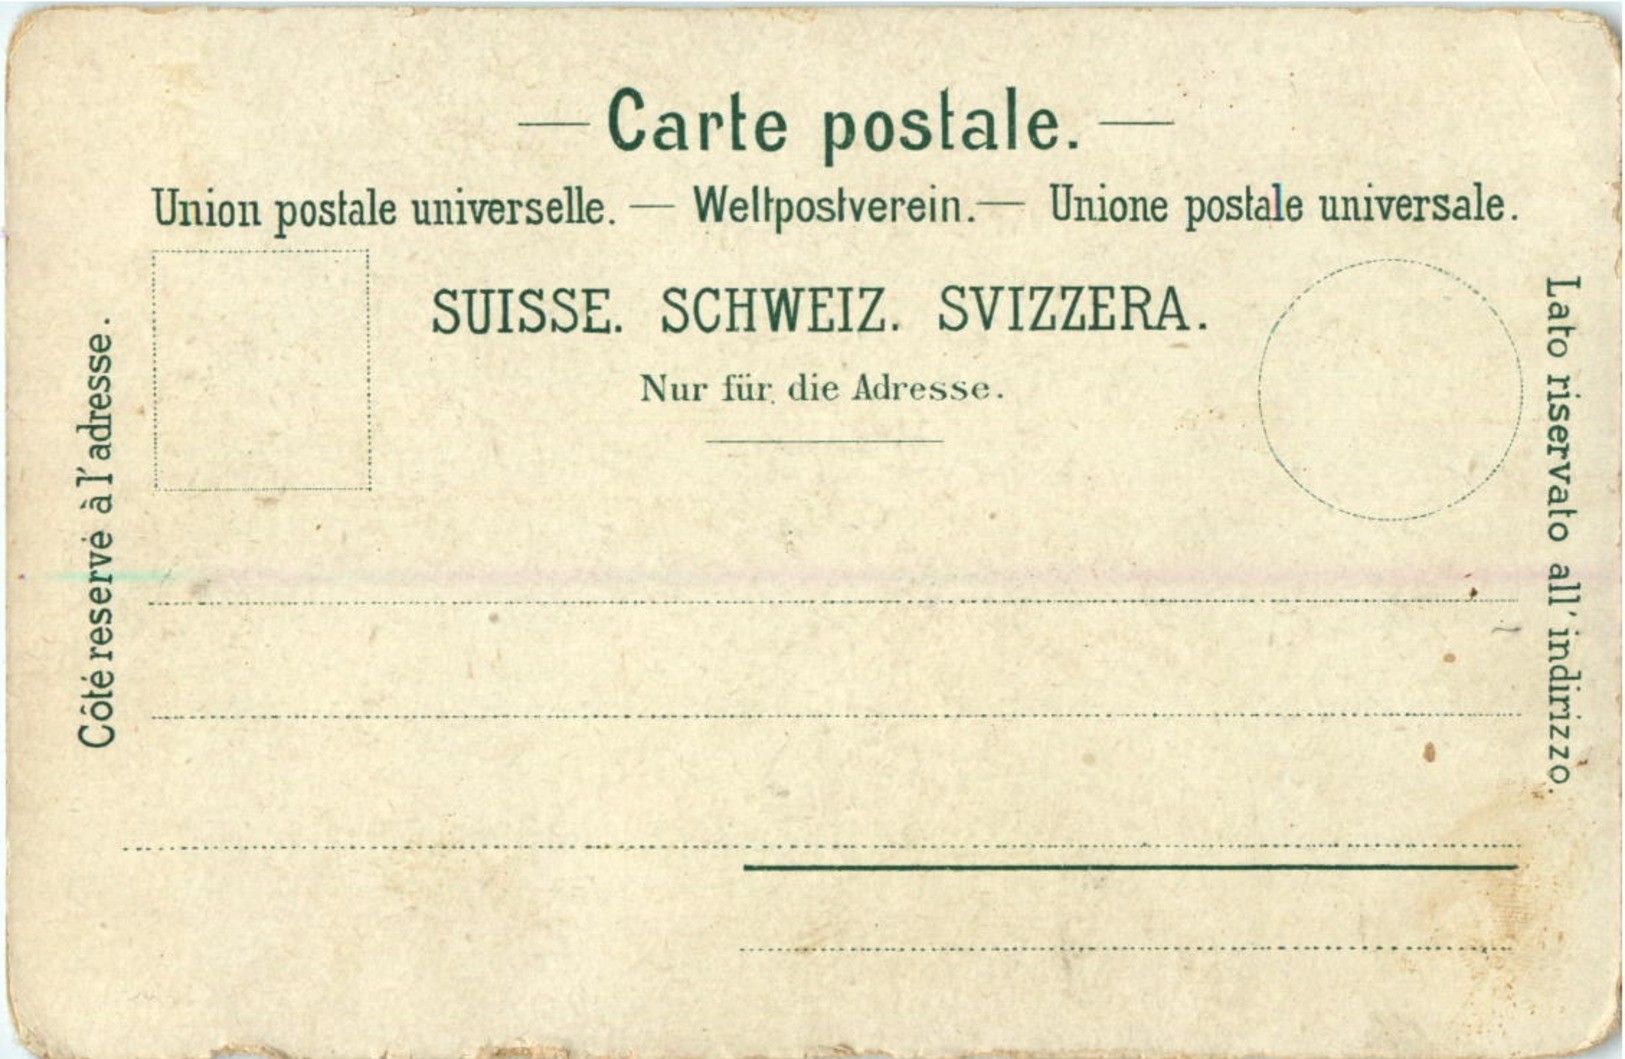 — Carte postale. —
Union postale universelle. — Weltpostverein. — Unione postale universale.
SUISSE. SCHWEIZ. SVIZZERA.
Nur für die Adresse.
Côté reservé à l'adresse.
Lato riservato all'indirizzo.